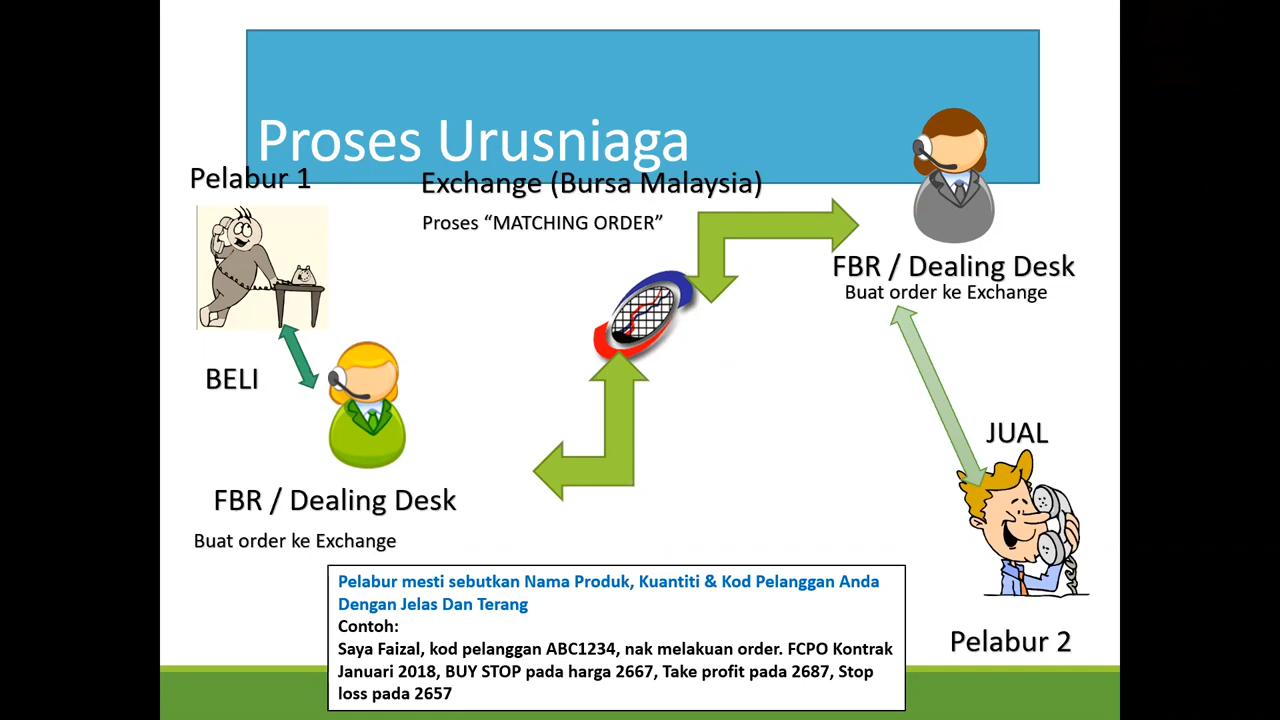 Proses Urusniaga
Pelabur 1
Exchange (Bursa Malaysia)
Proses “MATCHING ORDER”
FBR / Dealing Desk
Buat order ke Exchange
BELI
JUAL
FBR / Dealing Desk
Buat order ke Exchange
Pelabur mesti sebutkan Nama Produk, Kuantiti & Kod Pelanggan Anda
Dengan Jelas Dan Terang
Contoh:
Saya Faizal, kod pelanggan ABC1234, nak melakuan order. FCPO Kontrak
Januari 2018, BUY STOP pada harga 2667, Take profit pada 2687, Stop
loss pada 2657
Pelabur 2